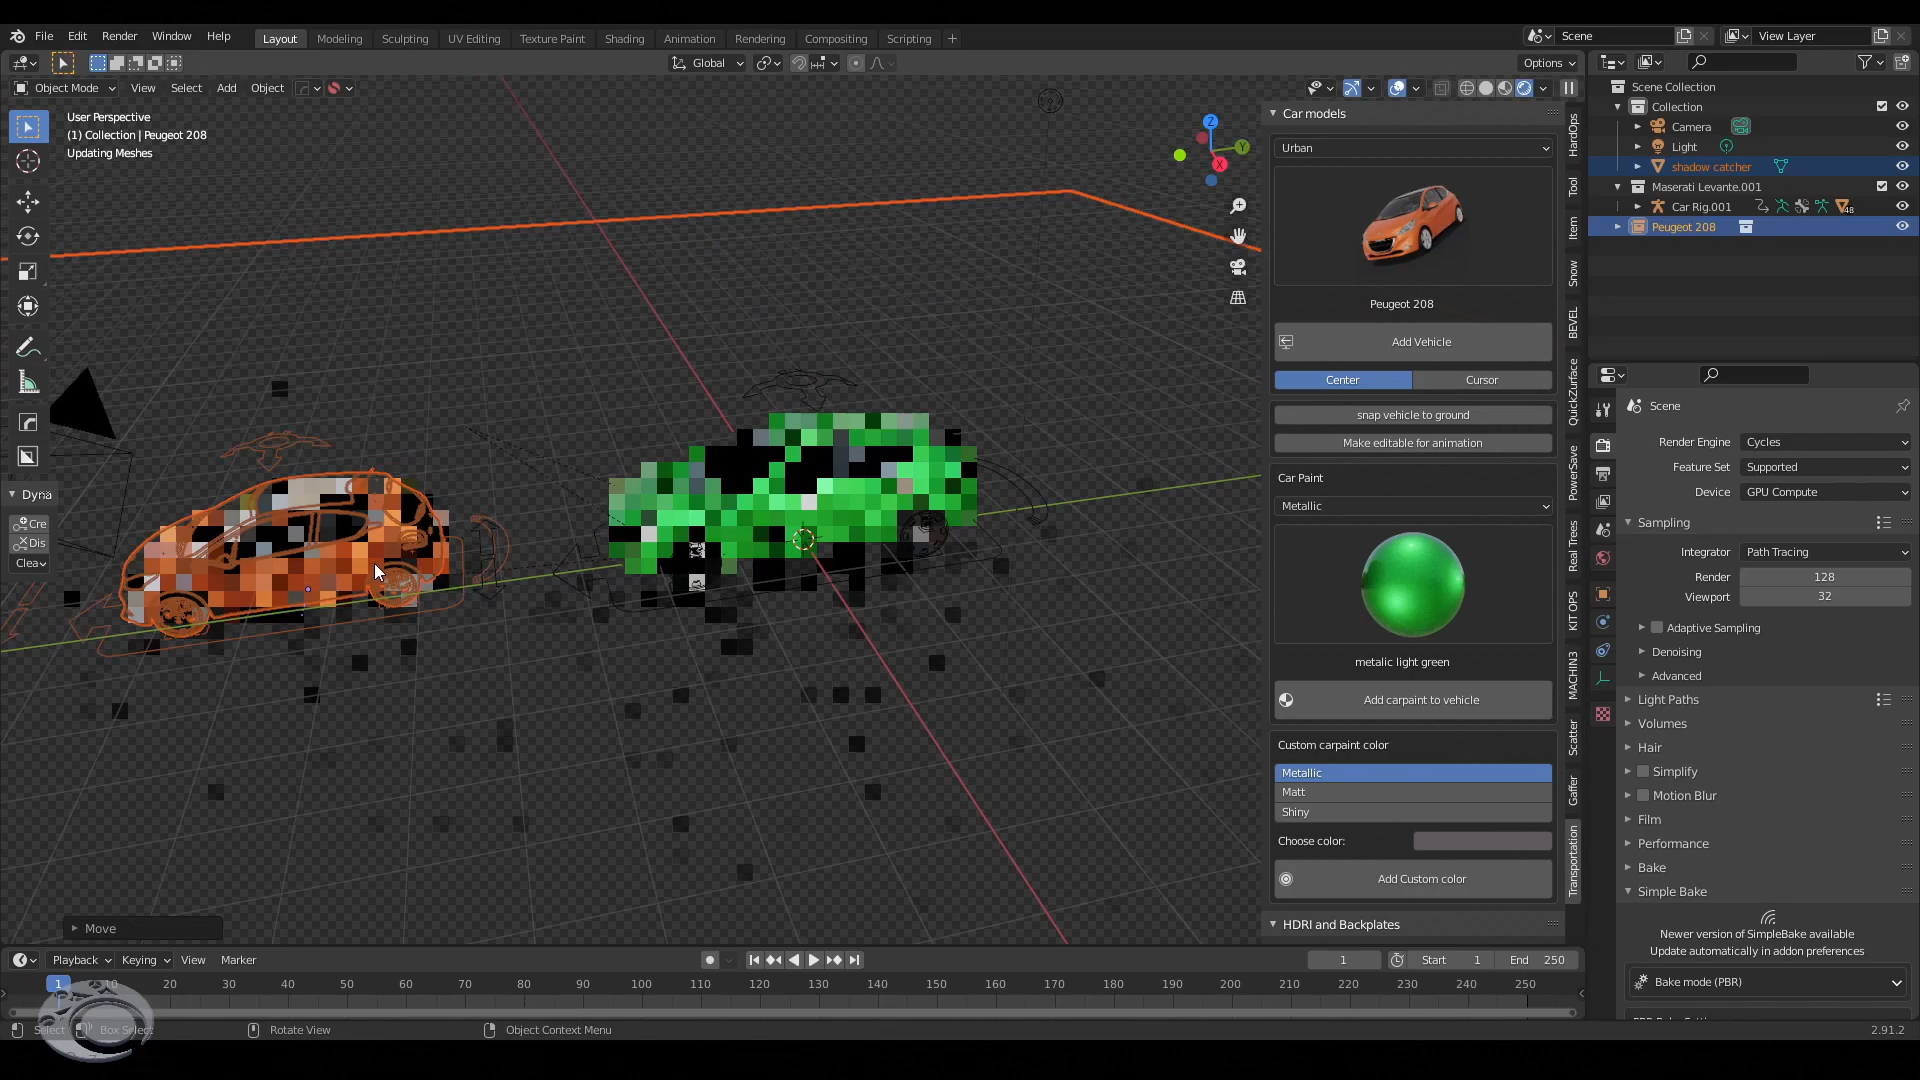 File Edit Render Window Help
Layout Modeling Sculpting UV Editing Texture Paint Shading Animation Rendering Compositing Scripting +
Scene
View Layer
Global
Options
Object Mode View Select Add Object
User Perspective
(1) Collection | Peugeot 208
Updating Meshes
Z
Y
X
Dyna
Cre
Dis
Clea
Move
Car models
Urban
Peugeot 208
Add Vehicle
Center Cursor
snap vehicle to ground
Make editable for animation
Car Paint
Metallic
metalic light green
Add carpaint to vehicle
Custom carpaint color
Metallic
Matt
Shiny
Choose color:
Add Custom color
HDRI and Backplates
HardOps
Tool
Item
Snow
BEVEL
QuickZurface
PowerSave
Real Trees
KIT OPS
MACHIN3
Scatter
Gaffer
Transportation
Scene Collection
Collection
Camera
Light
shadow catcher
Maserati Levante.001
Car Rig.001 48
Peugeot 208
Scene
Render Engine Cycles
Feature Set Supported
Device GPU Compute
Sampling
Integrator Path Tracing
Render 128
Viewport 32
Adaptive Sampling
Denoising
Advanced
Light Paths
Volumes
Hair
Simplify
Motion Blur
Film
Performance
Bake
Simple Bake
Newer version of SimpleBake available
Update automatically in addon preferences
Bake mode (PBR)
Playback Keying View Marker
1 Start 1 End 250
1 10 20 30 40 50 60 70 80 90 100 110 120 130 140 150 160 170 180 190 200 210 220 230 240 250
Select Box Select Rotate View Object Context Menu
2.91.2